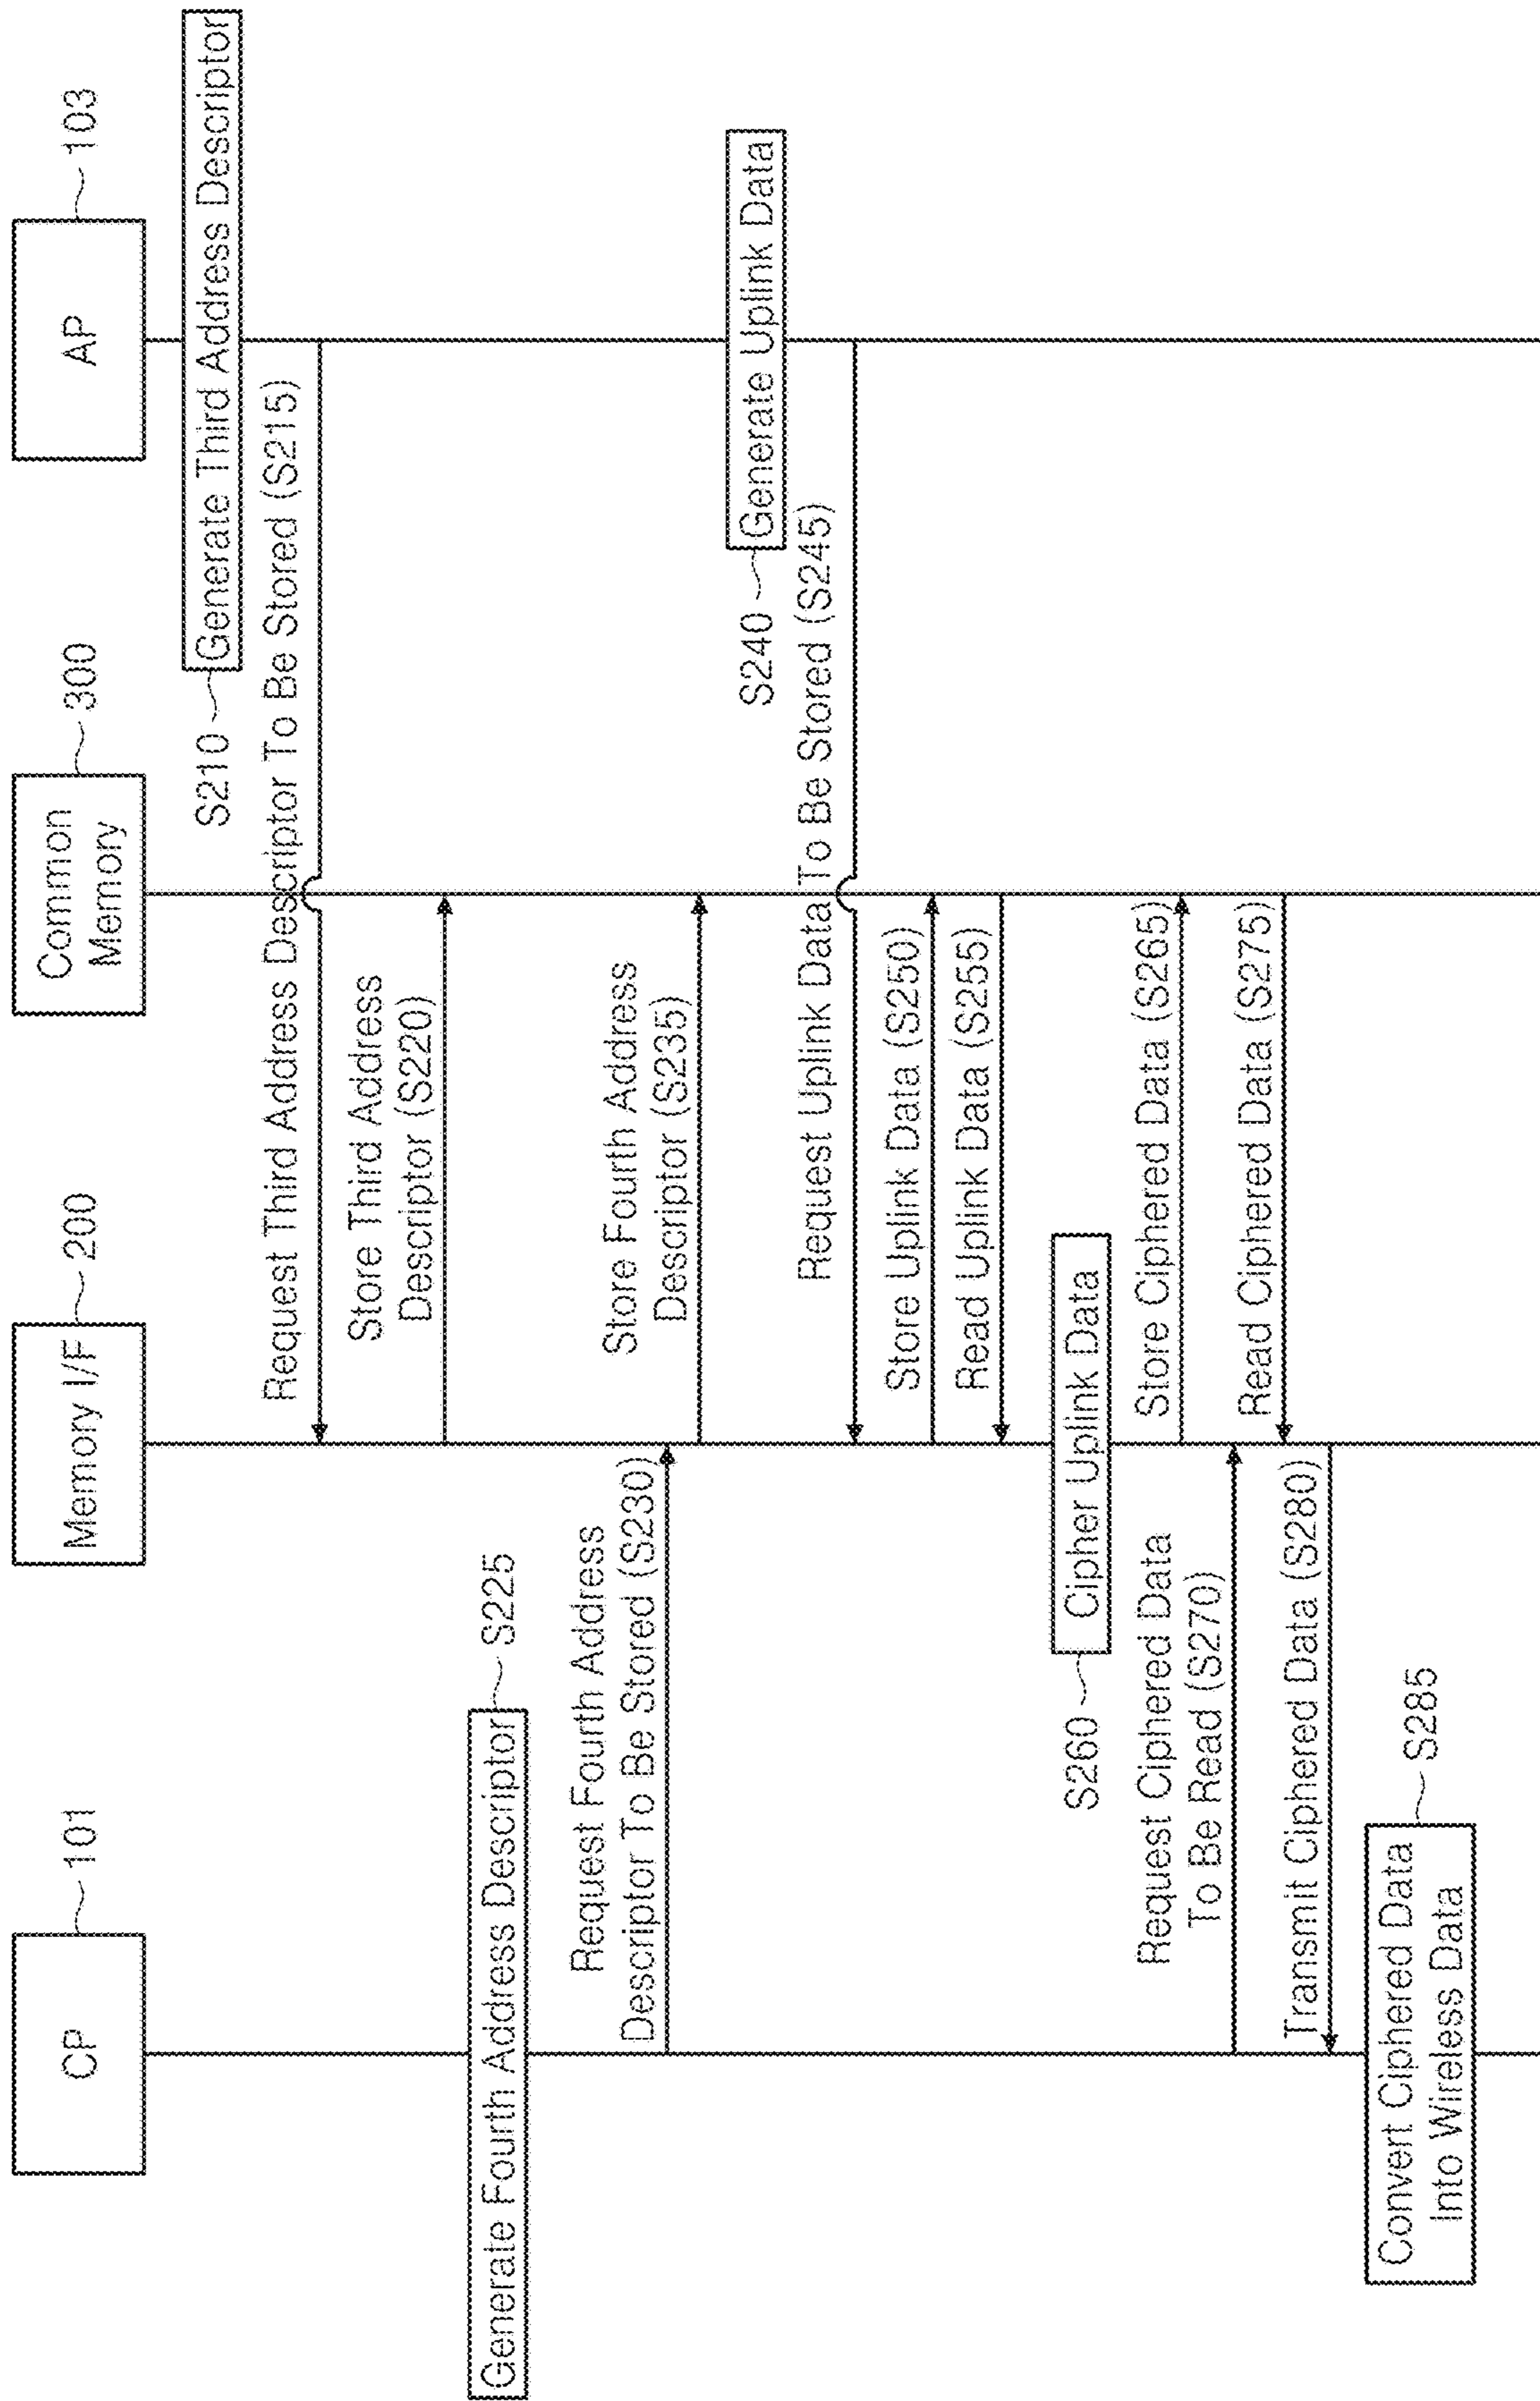 CP
101
Memory I/F
200
Common
Memory
300
AP
103
S210
Generate Third Address Descriptor
Request Third Address Descriptor To Be Stored (S215)
Store Third Address
Descriptor (S220)
Generate Fourth Address Descriptor
S225
Request Fourth Address
Descriptor To Be Stored (S230)
Store Fourth Address
Descriptor (S235)
S240
Generate Uplink Data
Request Uplink Data To Be Stored (S245)
Store Uplink Data (S250)
Read Uplink Data (S255)
S260
Cipher Uplink Data
Store Ciphered Data (S265)
Request Ciphered Data
To Be Read (S270)
Read Ciphered Data (S275)
Transmit Ciphered Data (S280)
Convert Ciphered Data
Into Wireless Data
S285